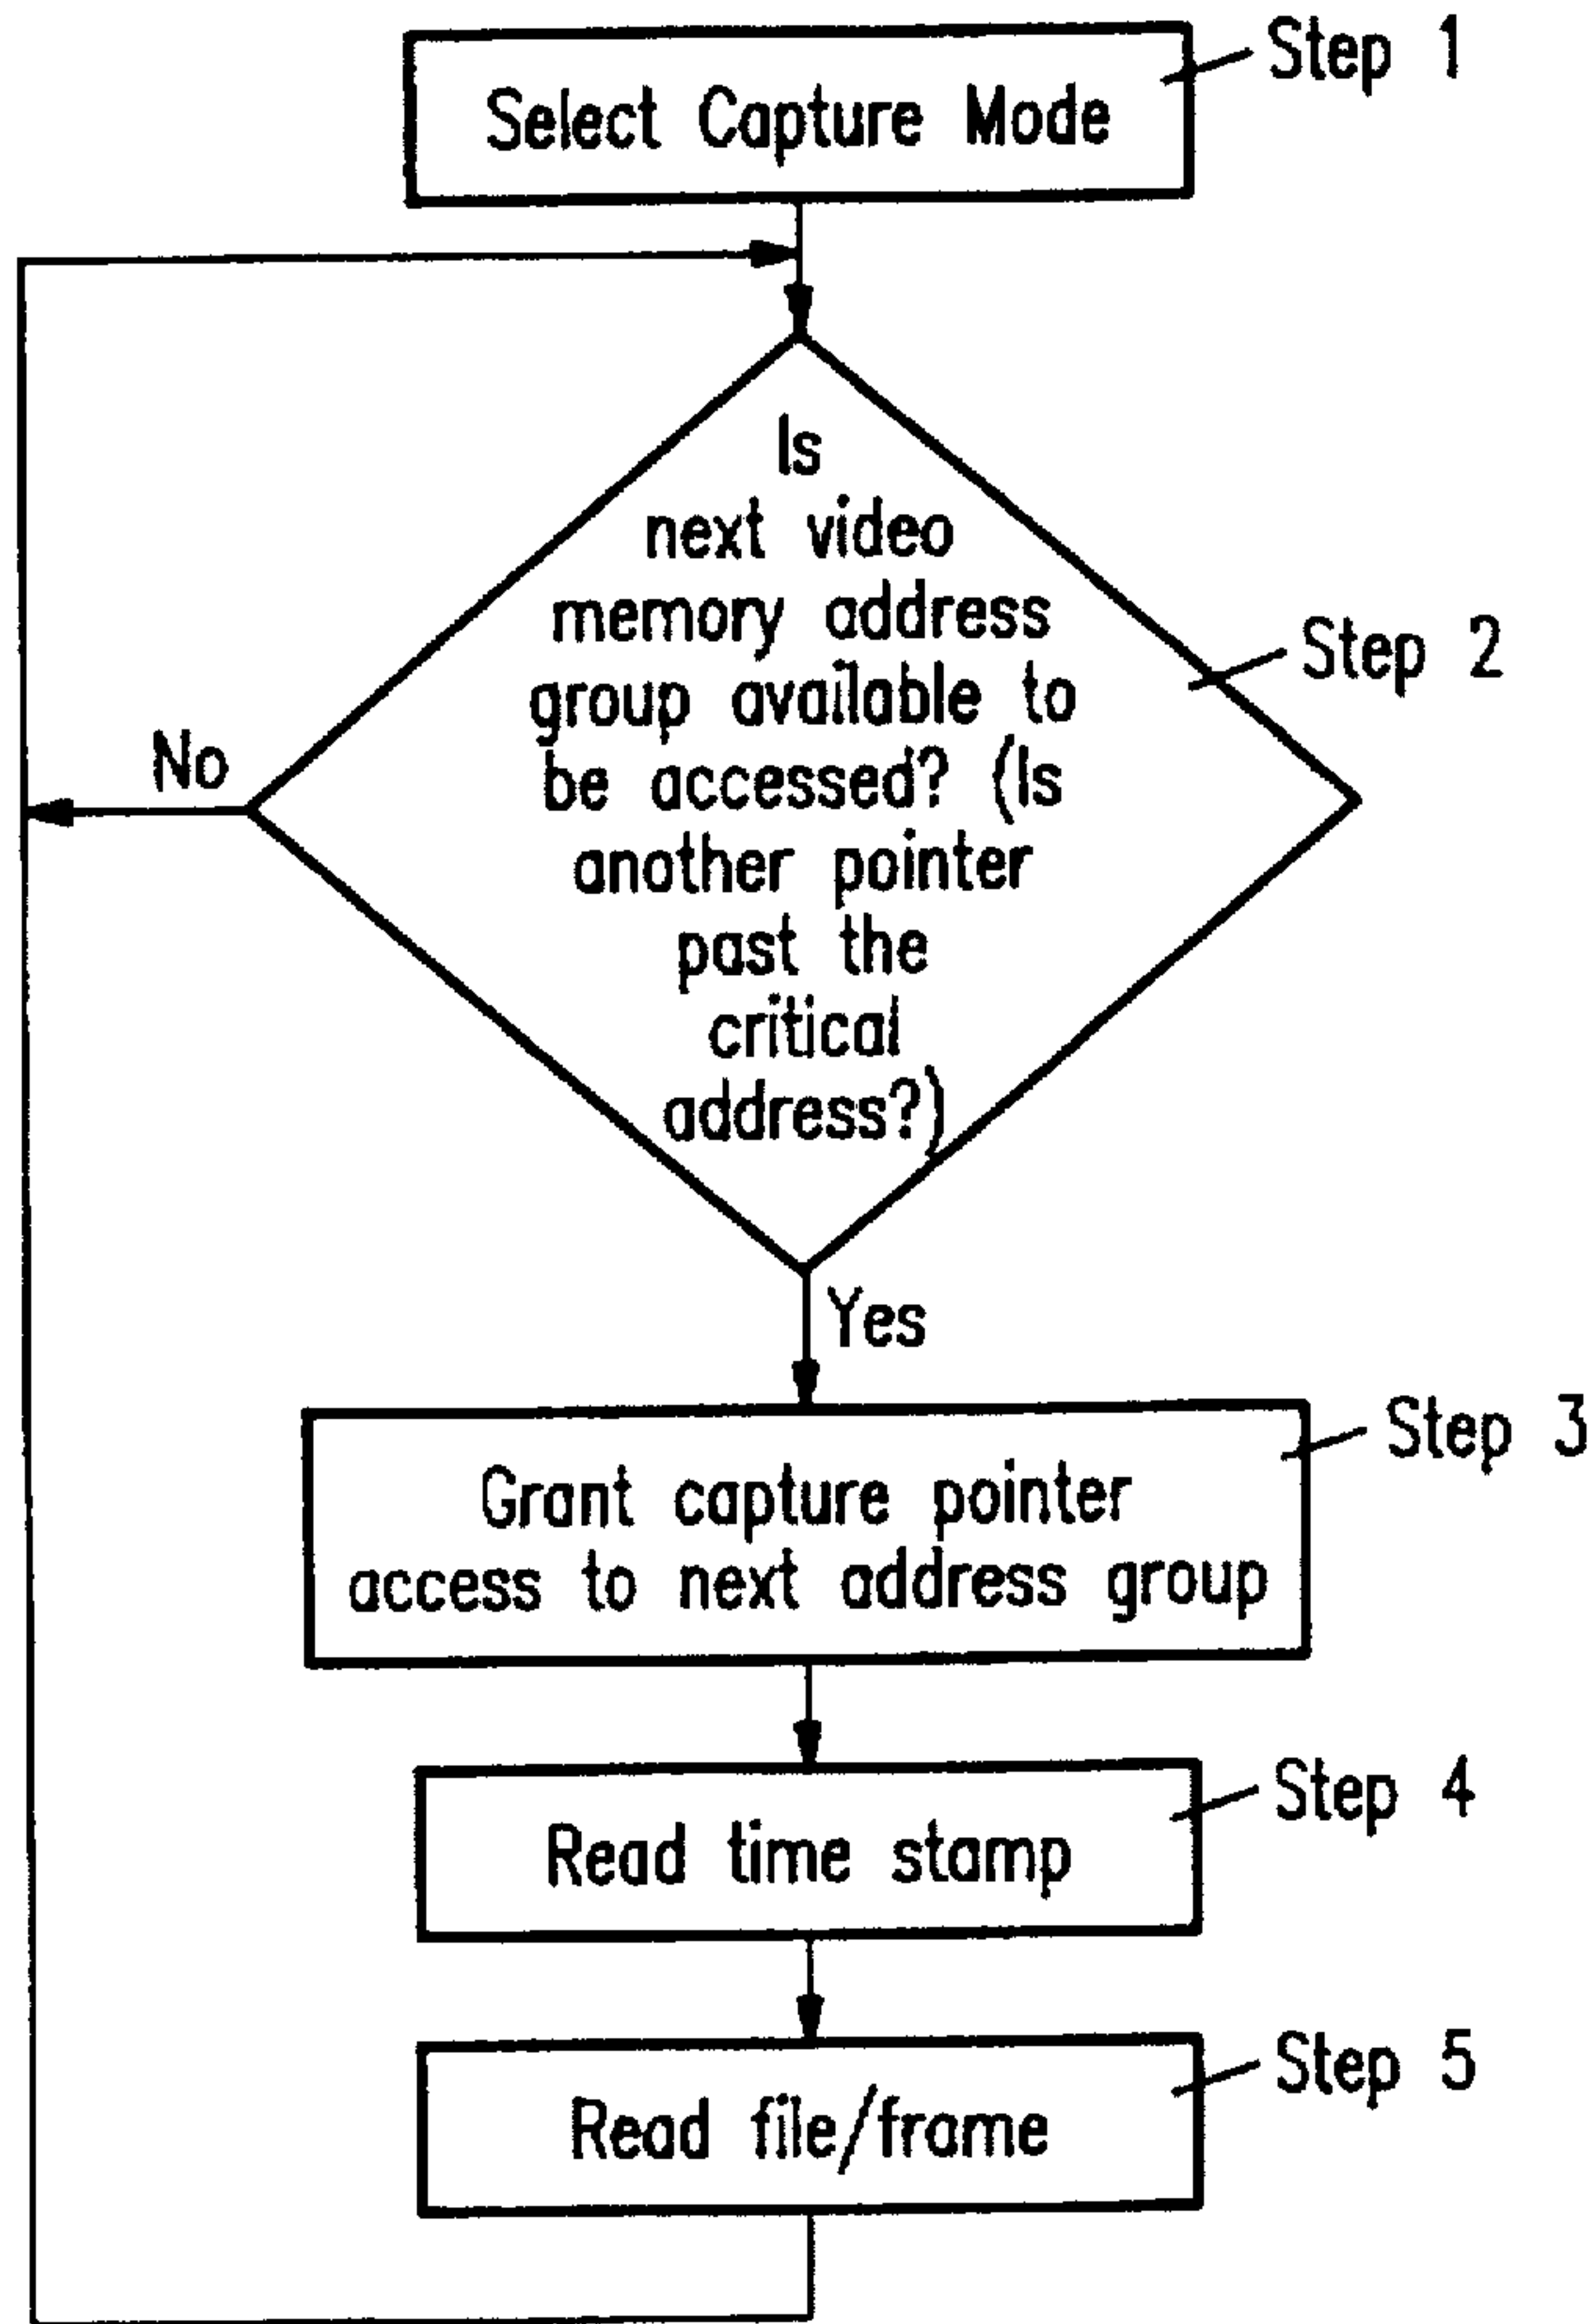 Select Capture Mode
Step 1
Is
next video
memory address
group available to
be accessed? (Is
another pointer
past the
critical
address?)
Step 2
No
Yes
Grant capture pointer
access to next address group
Step 3
Read time stamp
Step 4
Read file/frame
Step 5